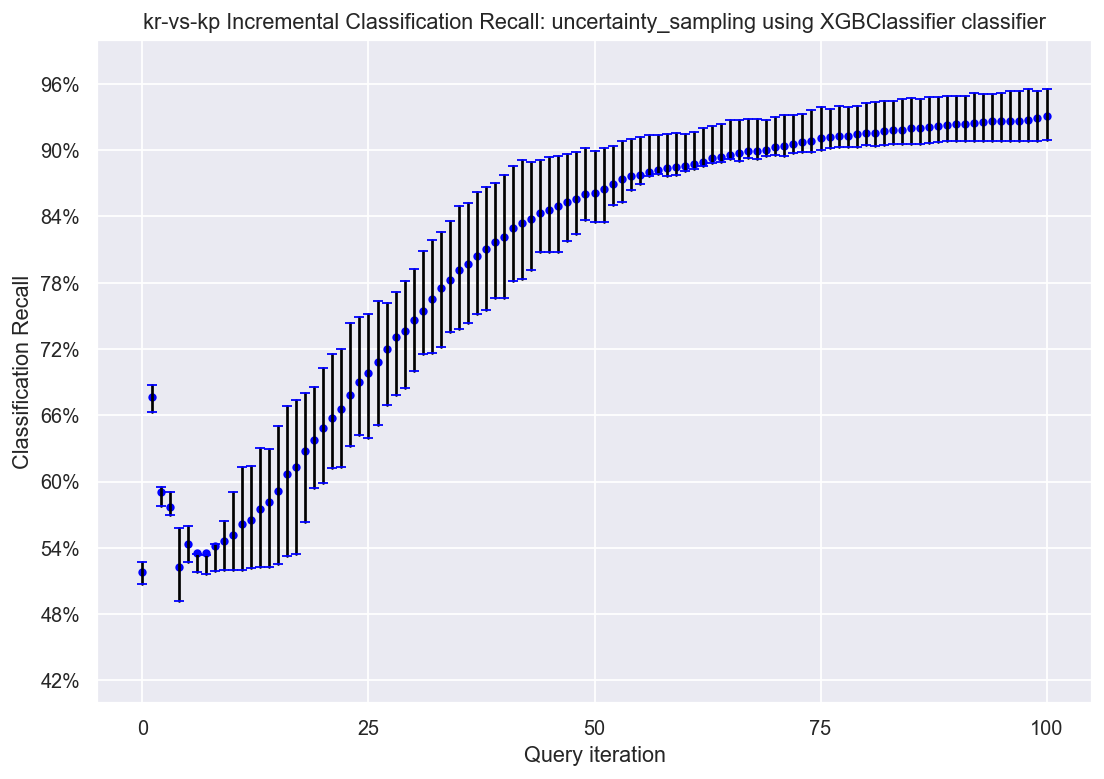 kr-vs-kp Incremental Classification Recall: uncertainty_sampling using XGBClassifier classifier
96%
90%
84%
78%
72%
66%
60%
54%
48%
42%
Classification Recall
0 25 50 75 100
Query iteration